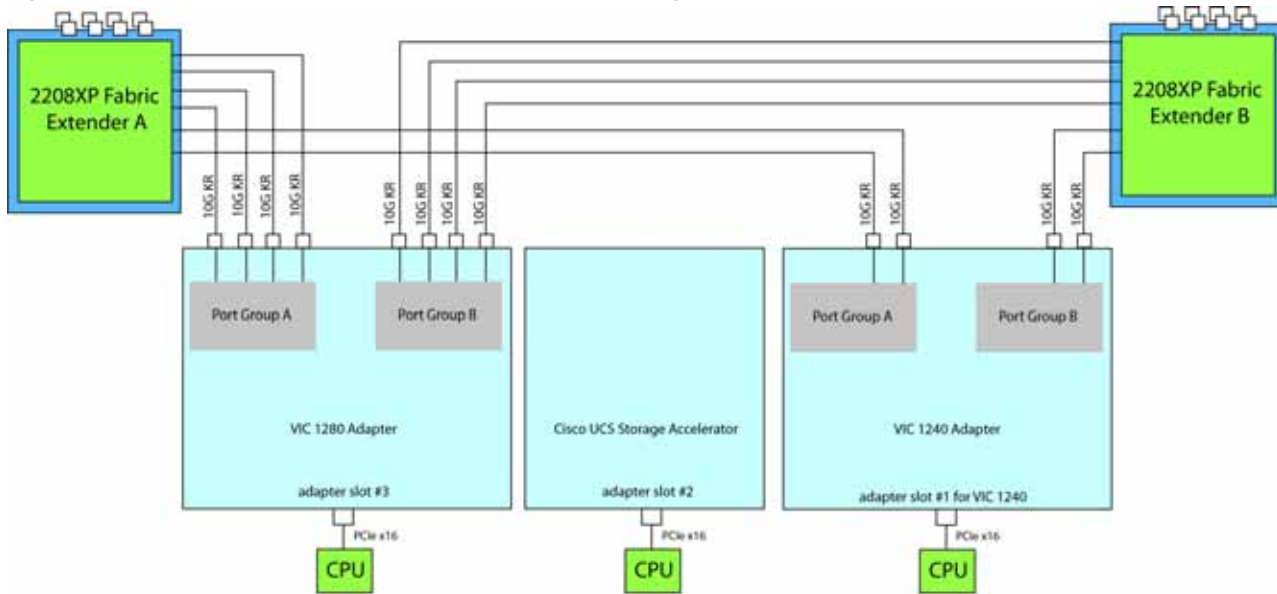 2208XP Fabric
Extender A
2208XP Fabric
Extender B
10G KR
10G KR
10G KR
10G KR
10G KR
10G KR
10G KR
10G KR
10G KR
10G KR
10G KR
10G KR
Port Group A
Port Group B
Port Group A
Port Group B
VIC 1280 Adapter
Cisco UCS Storage Accelerator
VIC 1240 Adapter
adapter slot #3
adapter slot #2
adapter slot #1 for VIC 1240
PCIe x16
PCIe x16
PCIe x16
CPU
CPU
CPU